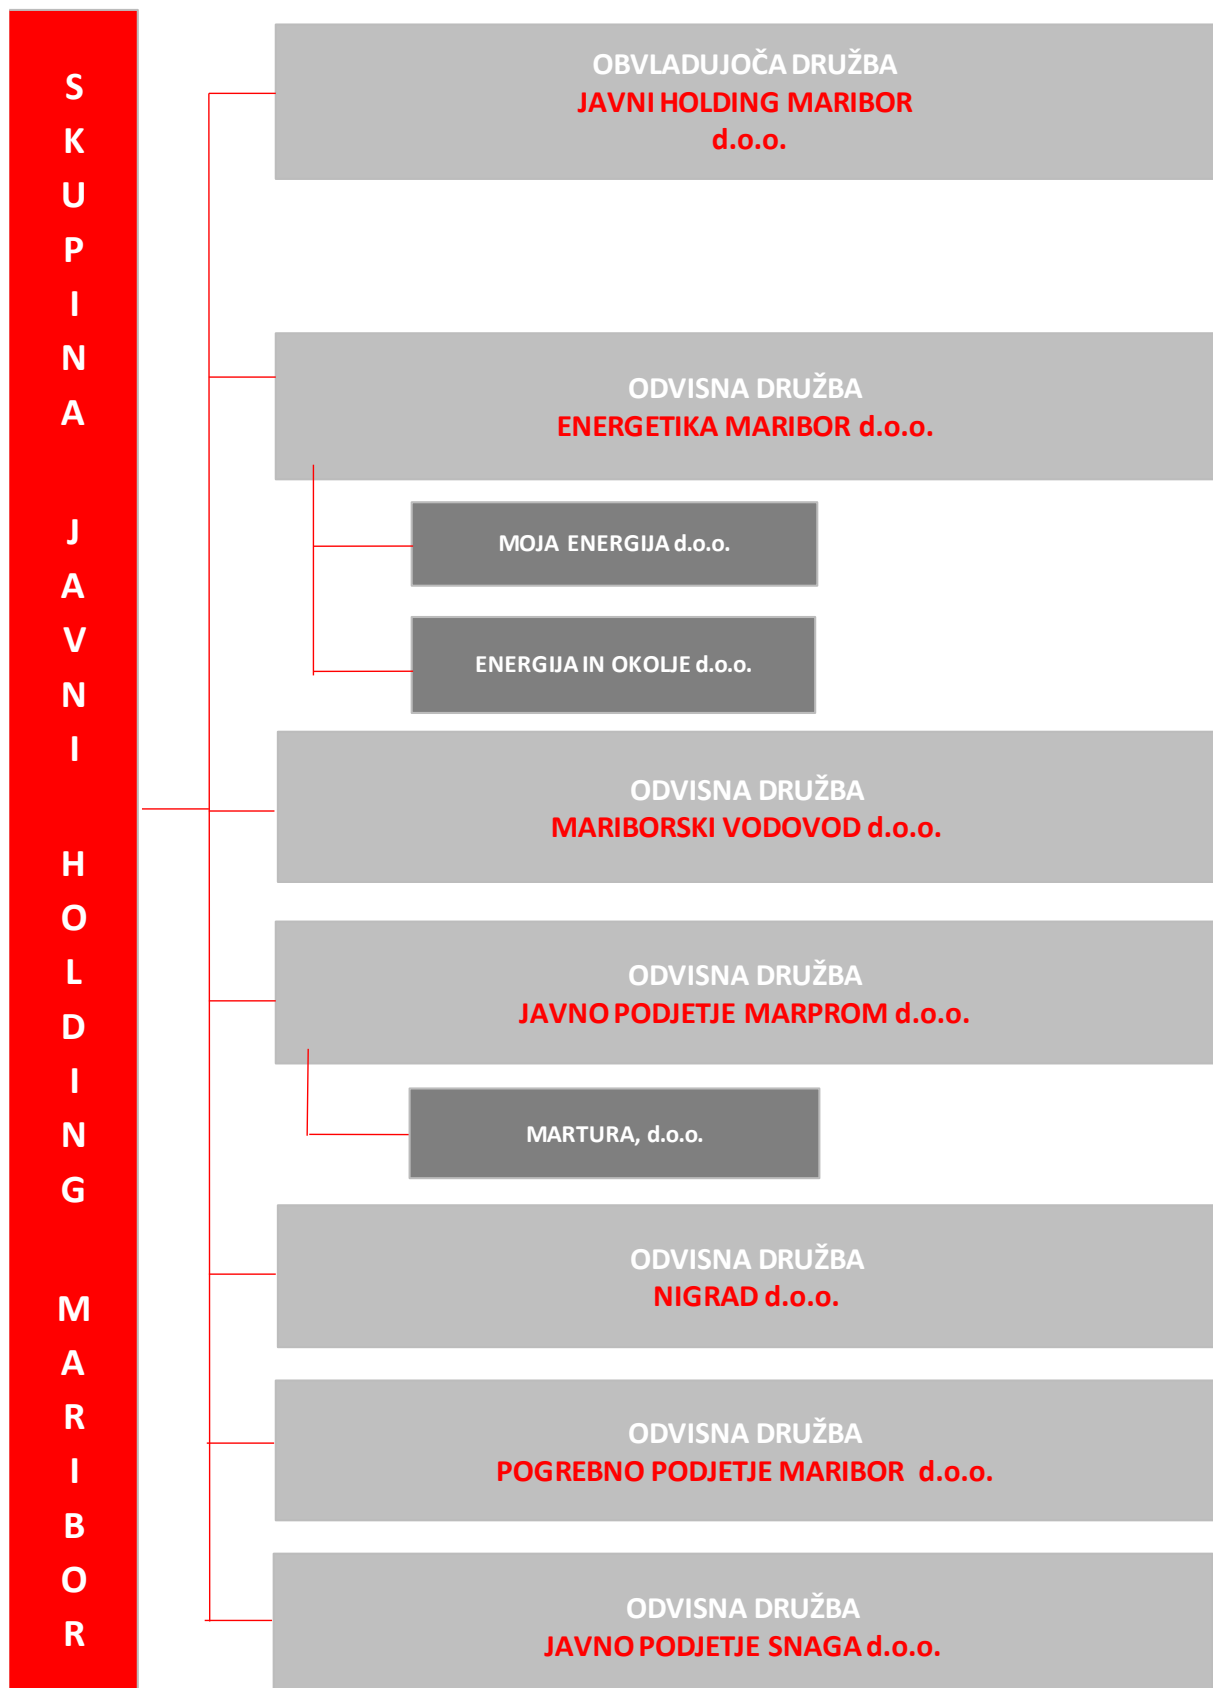 SKUPINA JAVNI HOLDING MARIBOR
OBVLADUJOČA DRUŽBA
JAVNI HOLDING MARIBOR
d.o.o.
ODVISNA DRUŽBA
ENERGETIKA MARIBOR d.o.o.
MOJA ENERGIJA d.o.o.
ENERGIJA IN OKOLJE d.o.o.
ODVISNA DRUŽBA
MARIBORSKI VODOVOD d.o.o.
ODVISNA DRUŽBA
JAVNO PODJETJE MARPROM d.o.o.
MARTURA, d.o.o.
ODVISNA DRUŽBA
NIGRAD d.o.o.
ODVISNA DRUŽBA
POGREBNO PODJETJE MARIBOR d.o.o.
ODVISNA DRUŽBA
JAVNO PODJETJE SNAGA d.o.o.